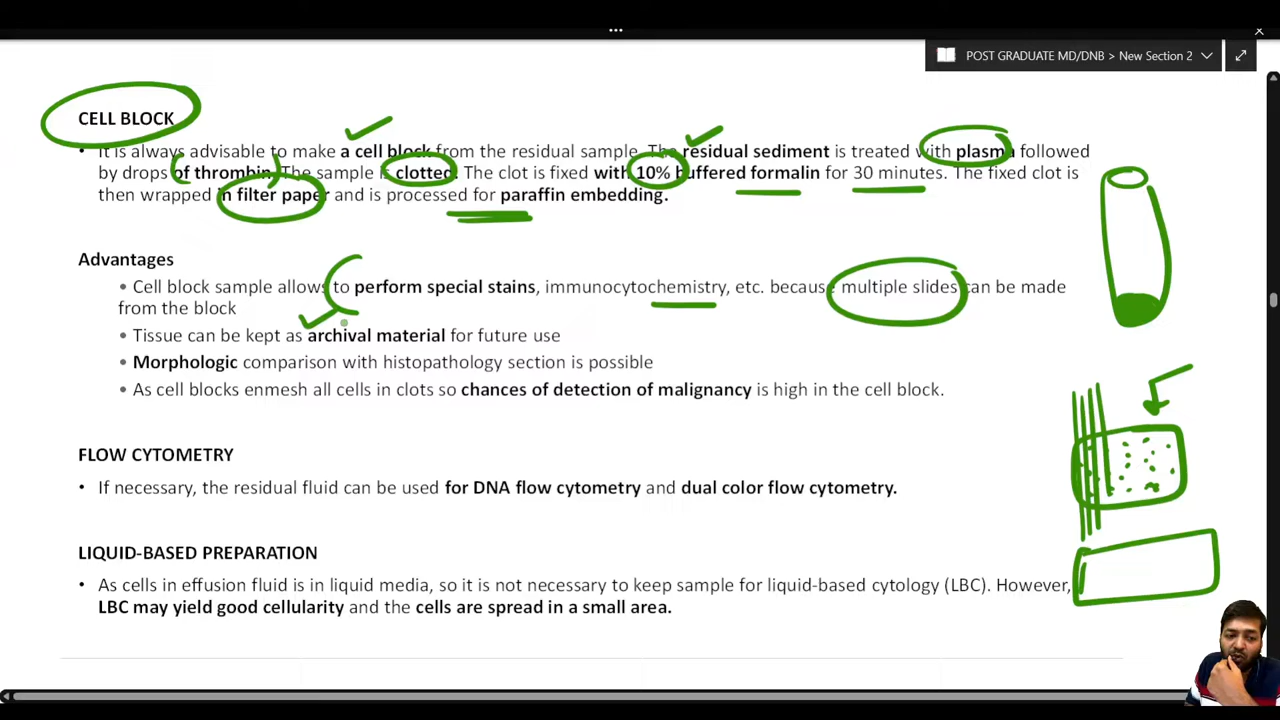 POST GRADUATE MD/DNB > New Section 2
CELL BLOCK
• It is always advisable to make a cell block from the residual sample. The residual sediment is treated with plasma followed
by drops of thrombin. The sample is clotted. The clot is fixed with 10% buffered formalin for 30 minutes. The fixed clot is
then wrapped in filter paper and is processed for paraffin embedding.
Advantages
• Cell block sample allows to perform special stains, immunocytochemistry, etc. because multiple slides can be made
from the block
• Tissue can be kept as archival material for future use
• Morphologic comparison with histopathology section is possible
• As cell blocks enmesh all cells in clots so chances of detection of malignancy is high in the cell block.
FLOW CYTOMETRY
• If necessary, the residual fluid can be used for DNA flow cytometry and dual color flow cytometry.
LIQUID-BASED PREPARATION
• As cells in effusion fluid is in liquid media, so it is not necessary to keep sample for liquid-based cytology (LBC). However,
LBC may yield good cellularity and the cells are spread in a small area.